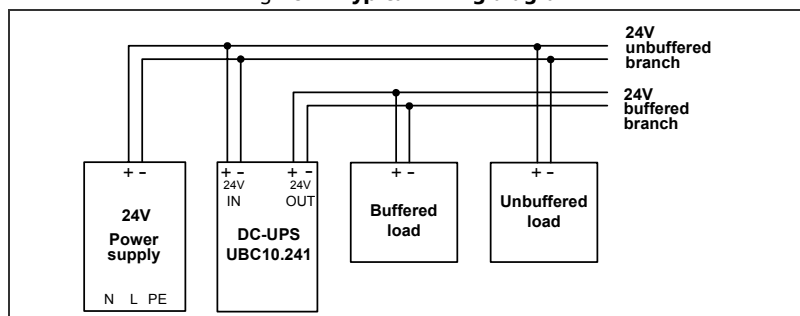 24V
unbuffered
branch
24V
buffered
branch
+ -
24V
Power
supply
N L PE
+ - + -
24V 24V
IN OUT
DC-UPS
UBC10.241
+ -
Buffered
load
+ -
Unbuffered
load